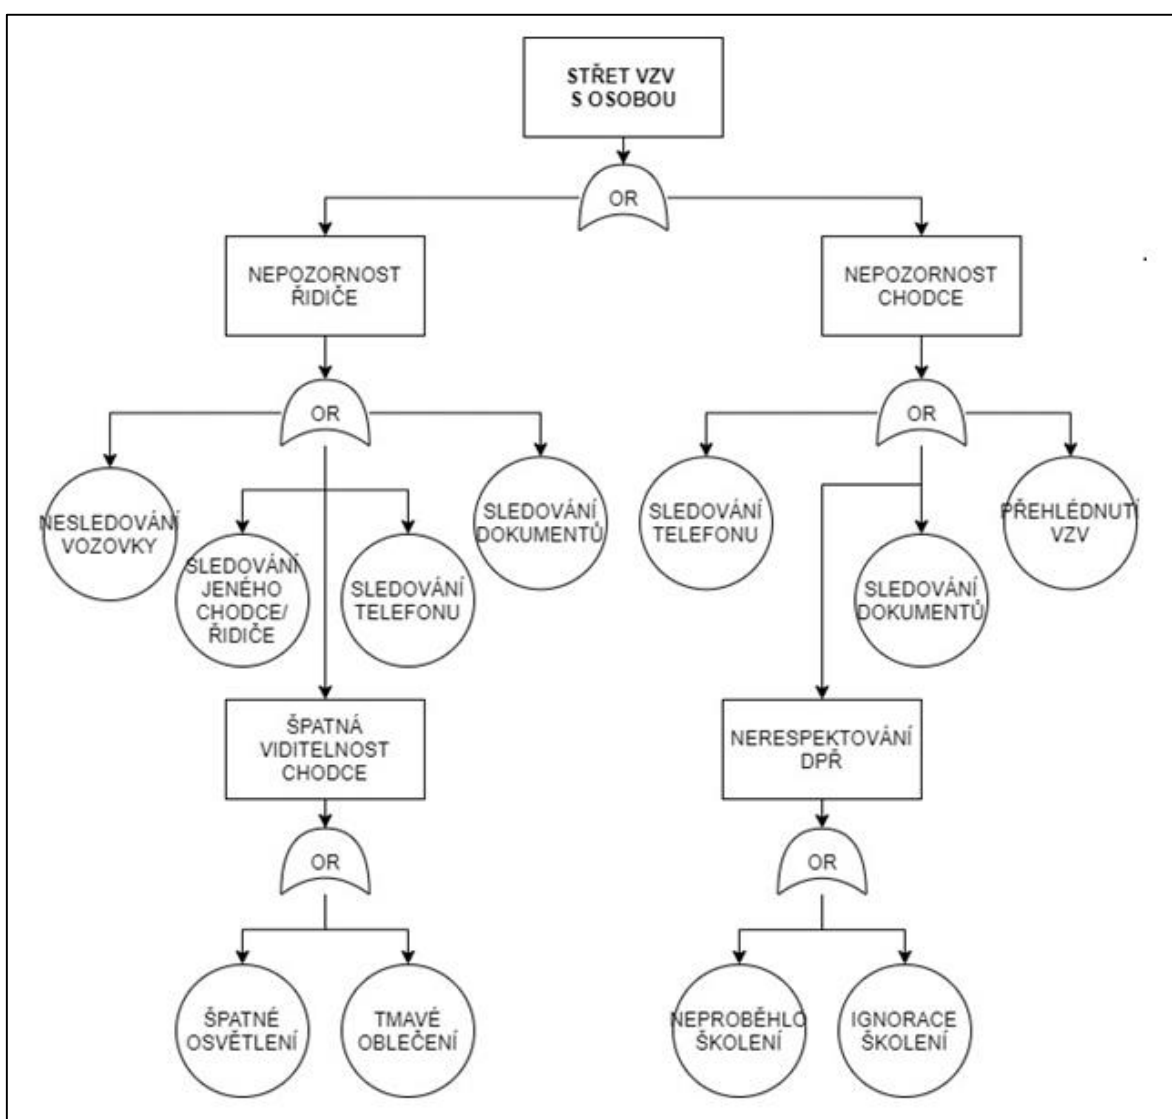 STŘET VZV
S OSOBOU
OR
NEPOZORNOST
ŘIDIČE
NEPOZORNOST
CHODCE
OR
OR
NESLEDOVÁNÍ
VOZOVKY
SLEDOVÁNÍ
JENÉHO
CHODCE/
ŘIDIČE
SLEDOVÁNÍ
TELEFONU
SLEDOVÁNÍ
DOKUMENTŮ
SLEDOVÁNÍ
TELEFONU
SLEDOVÁNÍ
DOKUMENTŮ
PŘEHLÉDNUTÍ
VZV
ŠPATNÁ
VIDITELNOST
CHODCE
NERESPEKTOVÁNÍ
DPŘ
OR
OR
ŠPATNÉ
OSVĚTLENÍ
TMAVÉ
OBLEČENÍ
NEPROBĚHLO
ŠKOLENÍ
IGNORACE
ŠKOLENÍ